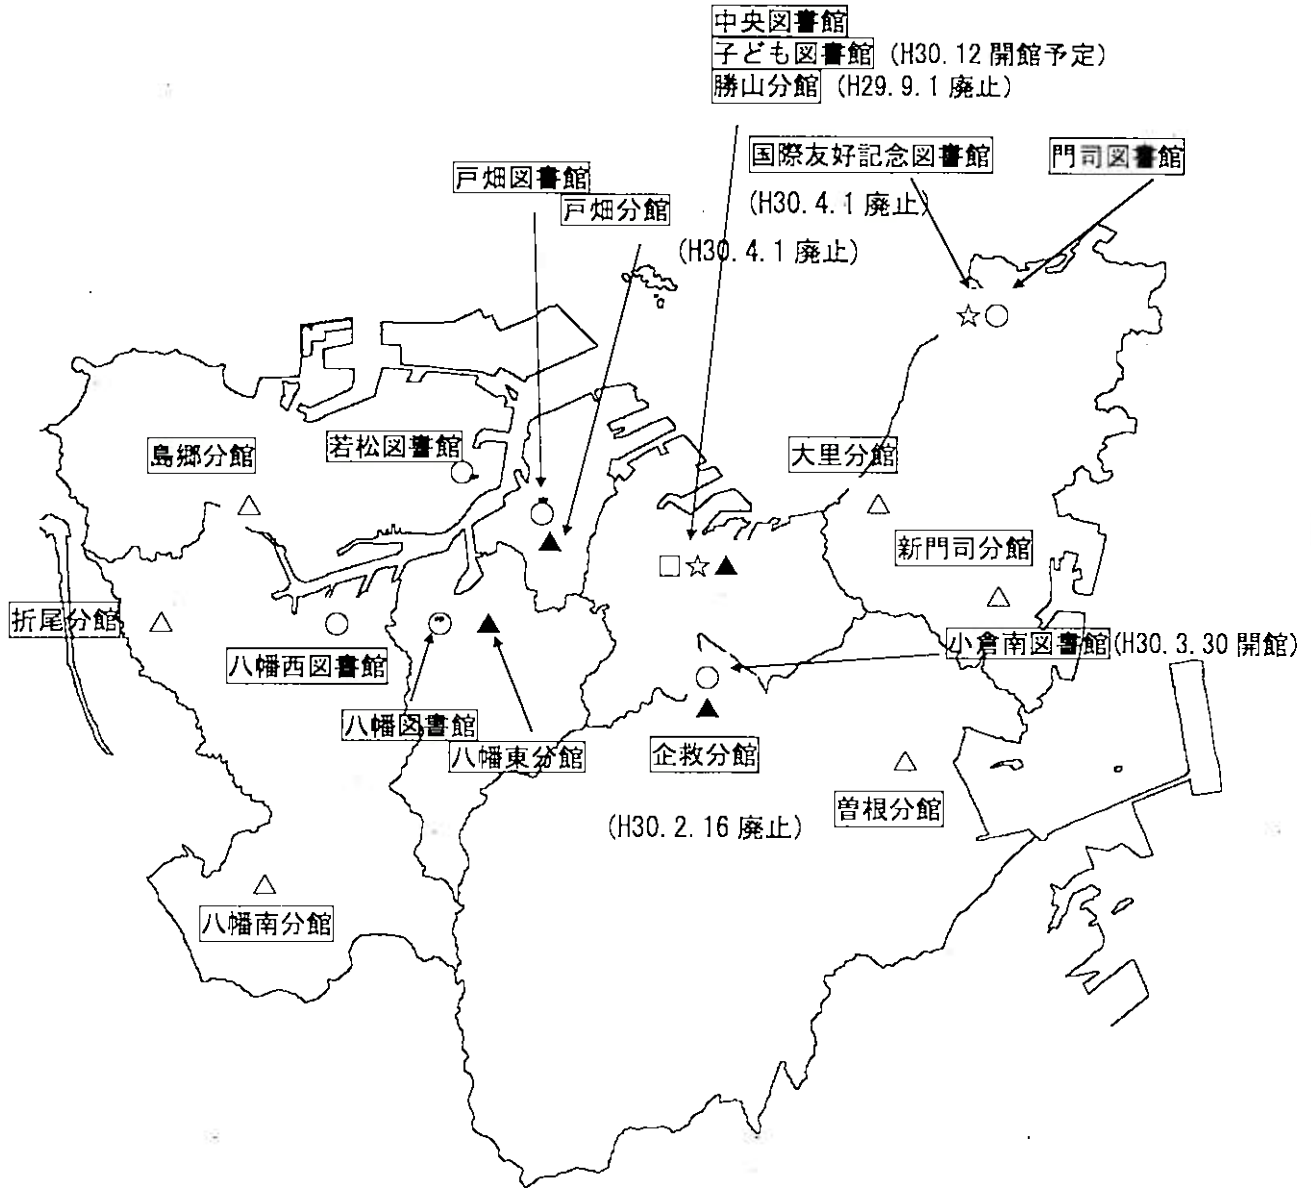 中央図書館
子ども図書館 (H30.12開館予定)
勝山分館 (H29.9.1廃止)
国際友好記念図書館
(H30.4.1廃止)
門司図書館
戸畑図書館
戸畑分館
(H30.4.1廃止)
島郷分館
若松図書館
大里分館
新門司分館
折尾分館
八幡西図書館
小倉南図書館(H30.3.30開館)
八幡図書館
八幡東分館
企救分館
(H30.2.16廃止)
曽根分館
八幡南分館